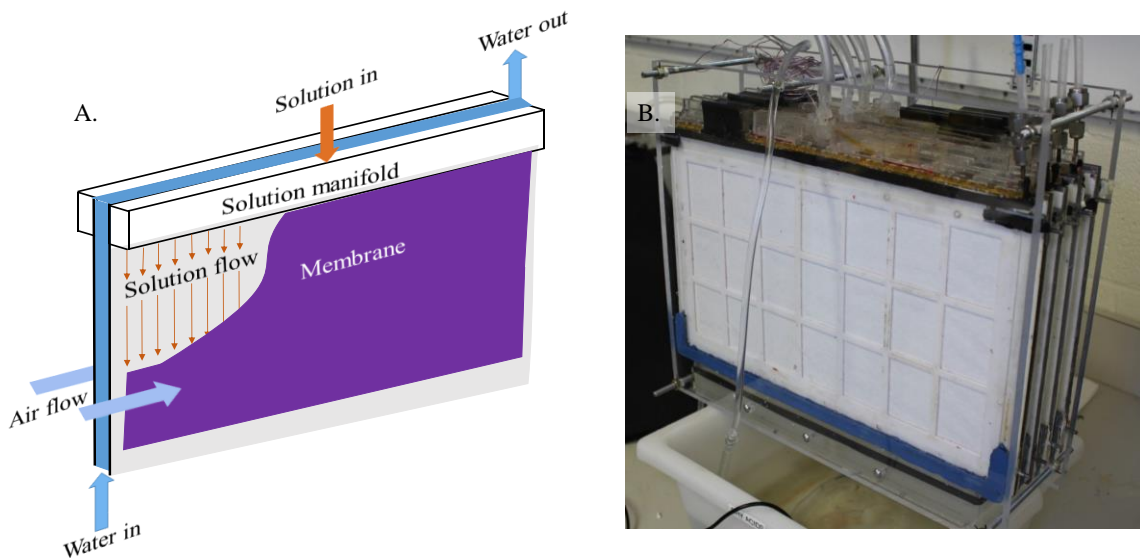 A.
Water out
Solution in
Solution manifold
Solution flow
Membrane
Air flow
Water in
B.